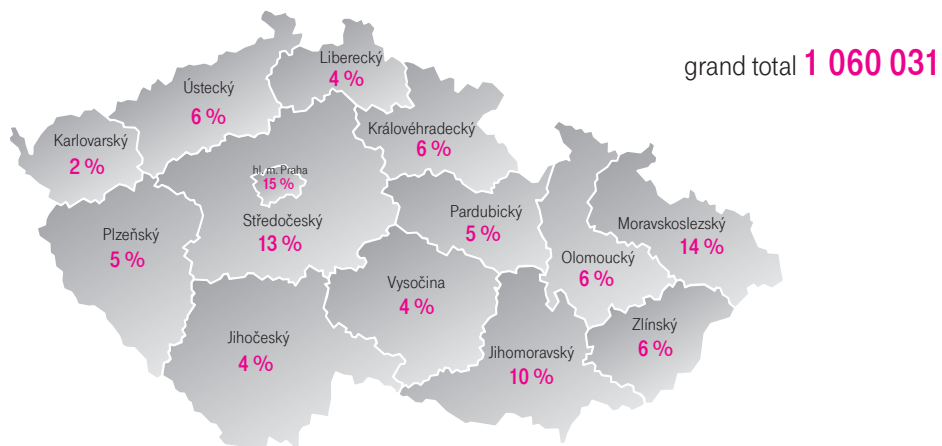 grand total 1 060 031
Liberecký
4 %
Ústecký
6 %
Královéhradecký
6 %
Karlovarský
2 %
hl. m. Praha
15 %
Středočeský
13 %
Pardubický
5 %
Moravskoslezský
14 %
Plzeňský
5 %
Olomoucký
6 %
Vysočina
4 %
Zlínský
6 %
Jihočeský
4 %
Jihomoravský
10 %